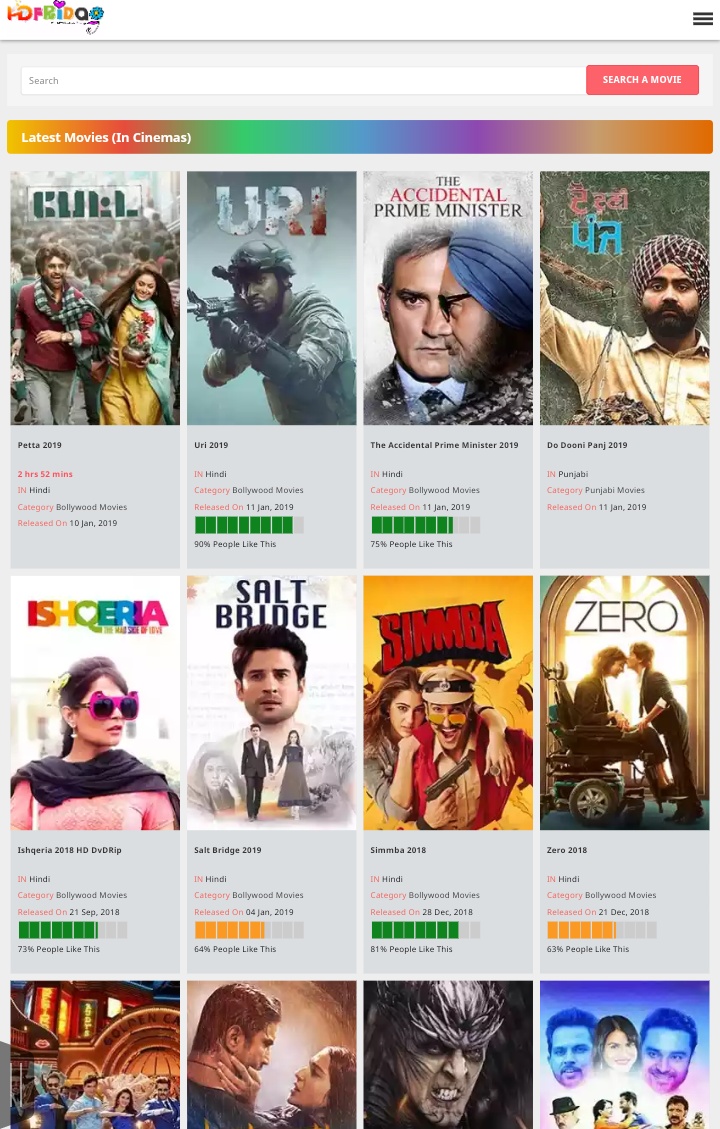 HDFRIDAY
Search
SEARCH A MOVIE
Latest Movies (In Cinemas)
URI
THE
ACCIDENTAL
PRIME MINISTER
ਦੋ ਦੂਣੀ
ਪੰਜ
Petta 2019
Uri 2019
The Accidental Prime Minister 2019
Do Dooni Panj 2019
2 hrs 52 mins
IN Hindi
Category Bollywood Movies
Released On 10 Jan, 2019
IN Hindi
Category Bollywood Movies
Released On 11 Jan, 2019
90% People Like This
IN Hindi
Category Bollywood Movies
Released On 11 Jan, 2019
75% People Like This
IN Punjabi
Category Punjabi Movies
Released On 11 Jan, 2019
ISHQERIA
THE MAD SIDE OF LOVE
SALT
BRIDGE
SIMMBA
ZERO
Ishqeria 2018 HD DvDRip
Salt Bridge 2019
Simmba 2018
Zero 2018
IN Hindi
Category Bollywood Movies
Released On 21 Sep, 2018
73% People Like This
IN Hindi
Category Bollywood Movies
Released On 04 Jan, 2019
64% People Like This
IN Hindi
Category Bollywood Movies
Released On 28 Dec, 2018
81% People Like This
IN Hindi
Category Bollywood Movies
Released On 21 Dec, 2018
63% People Like This